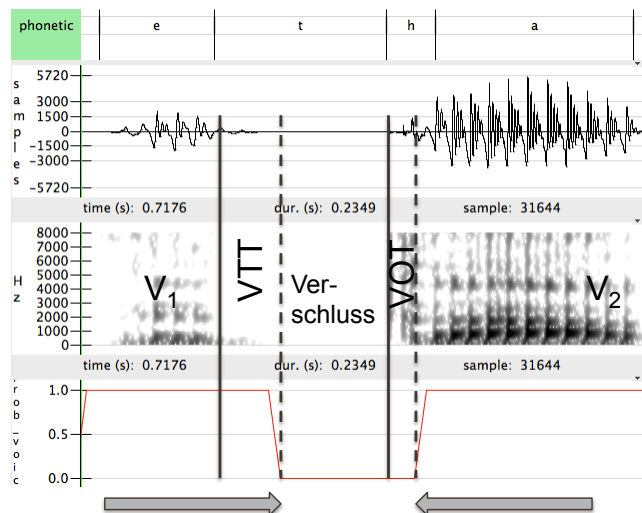 phonetic e t h a
samples
5720
3000
1500
0
-1500
-3000
-5720
time (s): 0.7176 dur. (s): 0.2349 sample: 31644
Hz
8000
7000
6000
5000
4000
3000
2000
1000
0
V1
VTT
Ver-
schluss
VOT
V2
time (s): 0.7176 dur. (s): 0.2349 sample: 31644
rob_voic
1.0
0.5
0.0